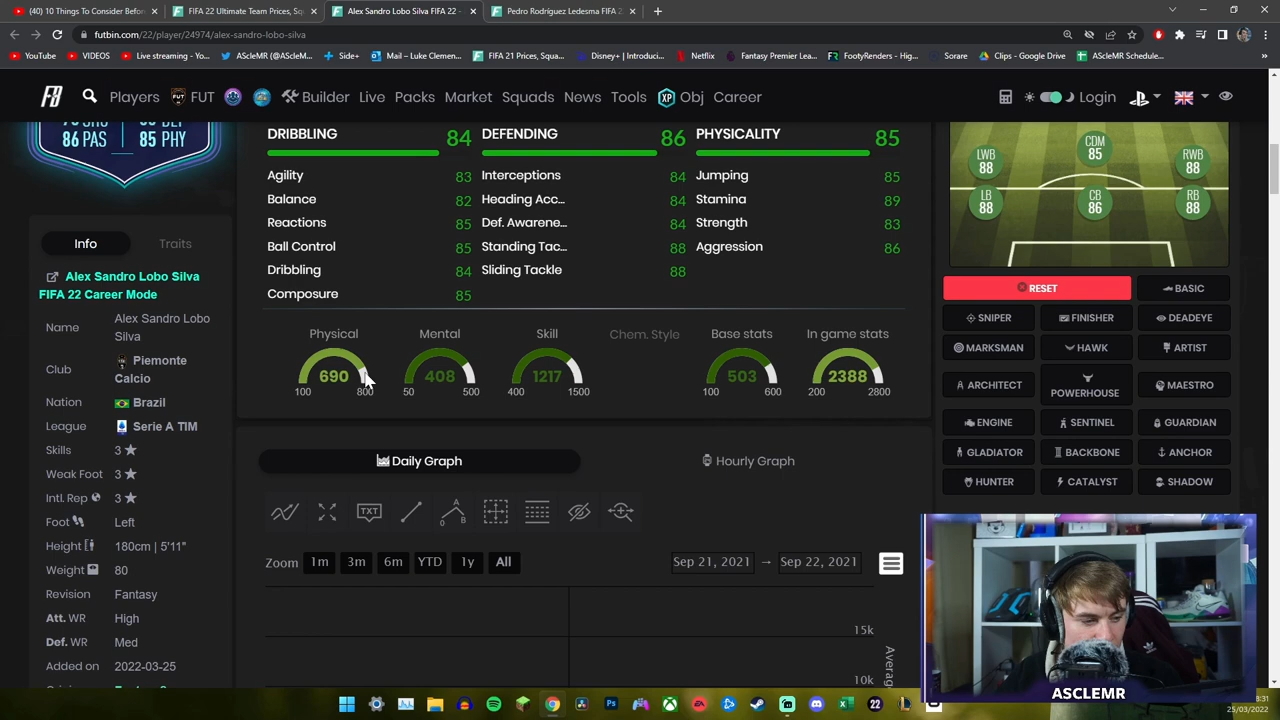 (40) 10 Things To Consider Before
FIFA 22 Ultimate Team Prices, Squ
Alex Sandro Lobo Silva FIFA 22 -
Pedro Rodríguez Ledesma FIFA 22
futbin.com/22/player/24974/alex-sandro-lobo-silva
YouTube
VIDEOS
Live streaming - Yo...
AScleMR (@AScle...
Side+
Mail – Luke Clemen...
FIFA 21 Prices, Squa...
Disney+ | Introduci...
Netflix
Fantasy Premier Lea...
FootyRenders - Hig...
Sorare
Clips - Google Drive
ASCleMR Schedule...
Players
FUT
Builder
Live
Packs
Market
Squads
News
Tools
XP
Obj
Career
Login
86 PAS
85 PHY
DRIBBLING 84
DEFENDING 86
PHYSICALITY 85
Agility 83
Interceptions 84
Jumping 85
Balance 82
Heading Acc... 84
Stamina 89
Reactions 85
Def. Awarene... 84
Strength 83
Ball Control 85
Standing Tac... 88
Aggression 86
Dribbling 84
Sliding Tackle 88
Composure 85
Physical
690
100 800
Mental
408
50 500
Skill
1217
400 1500
Chem. Style
Base stats
503
100 600
In game stats
2388
200 2800
Info
Traits
Alex Sandro Lobo Silva
FIFA 22 Career Mode
Name Alex Sandro Lobo
Silva
Club Piemonte
Calcio
Nation Brazil
League Serie A TIM
Skills 3
Weak Foot 3
Intl. Rep 3
Foot Left
Height 180cm | 5'11"
Weight 80
Revision Fantasy
Att. WR High
Def. WR Med
Added on 2022-03-25
Daily Graph
Hourly Graph
TXT
A
0 B
Zoom 1m 3m 6m YTD 1y All
Sep 21, 2021 → Sep 22, 2021
15k
10k
CDM
85
LWB
88
RWB
88
LB
88
CB
86
RB
88
RESET
BASIC
SNIPER
FINISHER
DEADEYE
MARKSMAN
HAWK
ARTIST
ARCHITECT
POWERHOUSE
MAESTRO
ENGINE
SENTINEL
GUARDIAN
GLADIATOR
BACKBONE
ANCHOR
HUNTER
CATALYST
SHADOW
ASCLEMR
25/03/2022